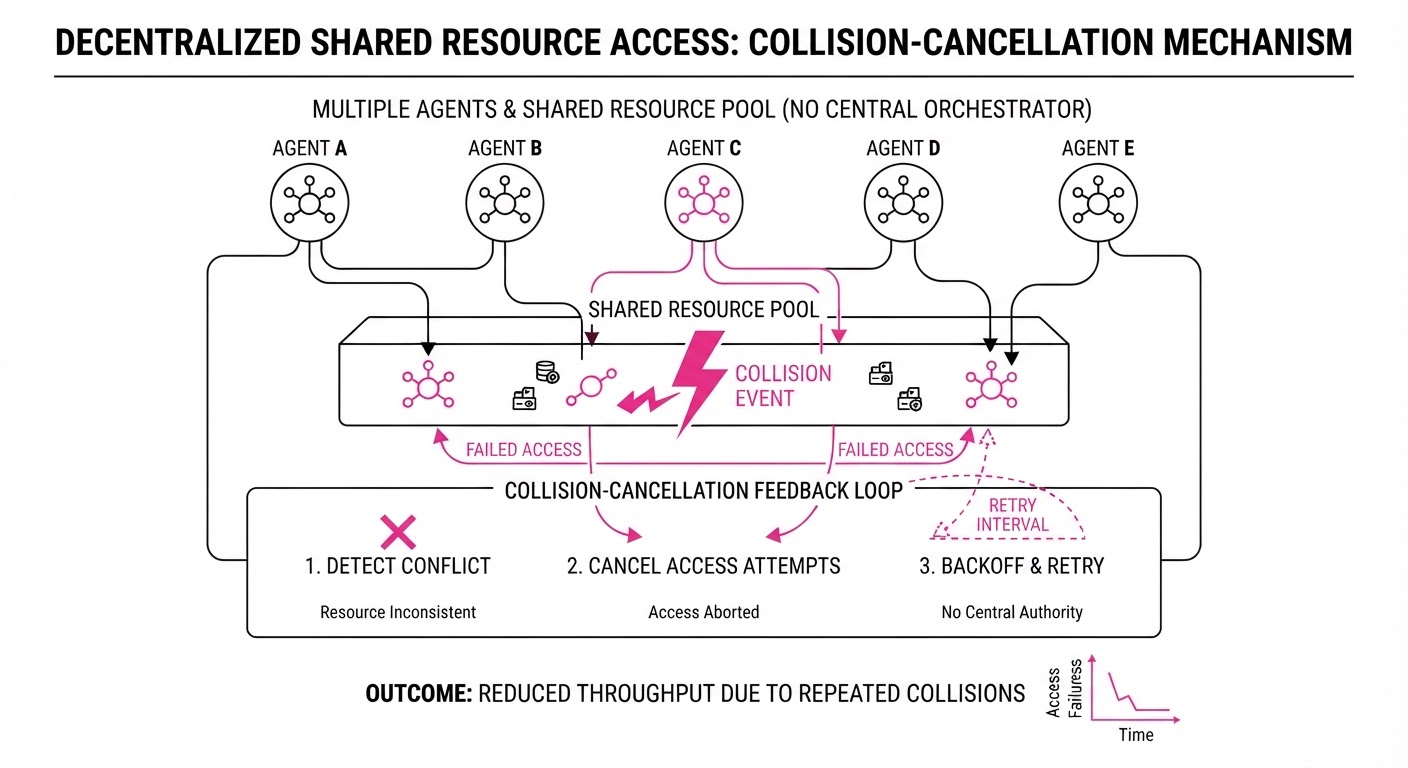 DECENTRALIZED SHARED RESOURCE ACCESS: COLLISION-CANCELLATION MECHANISM
MULTIPLE AGENTS & SHARED RESOURCE POOL (NO CENTRAL ORCHESTRATOR)
AGENT A
AGENT B
AGENT C
AGENT D
AGENT E
SHARED RESOURCE POOL
COLLISION
EVENT
FAILED ACCESS
FAILED ACCESS
COLLISION-CANCELLATION FEEDBACK LOOP
RETRY
INTERVAL
1. DETECT CONFLICT
2. CANCEL ACCESS ATTEMPTS
3. BACKOFF & RETRY
Resource Inconsistent
Access Aborted
No Central Authority
OUTCOME: REDUCED THROUGHPUT DUE TO REPEATED COLLISIONS
Access
Failuress
Time